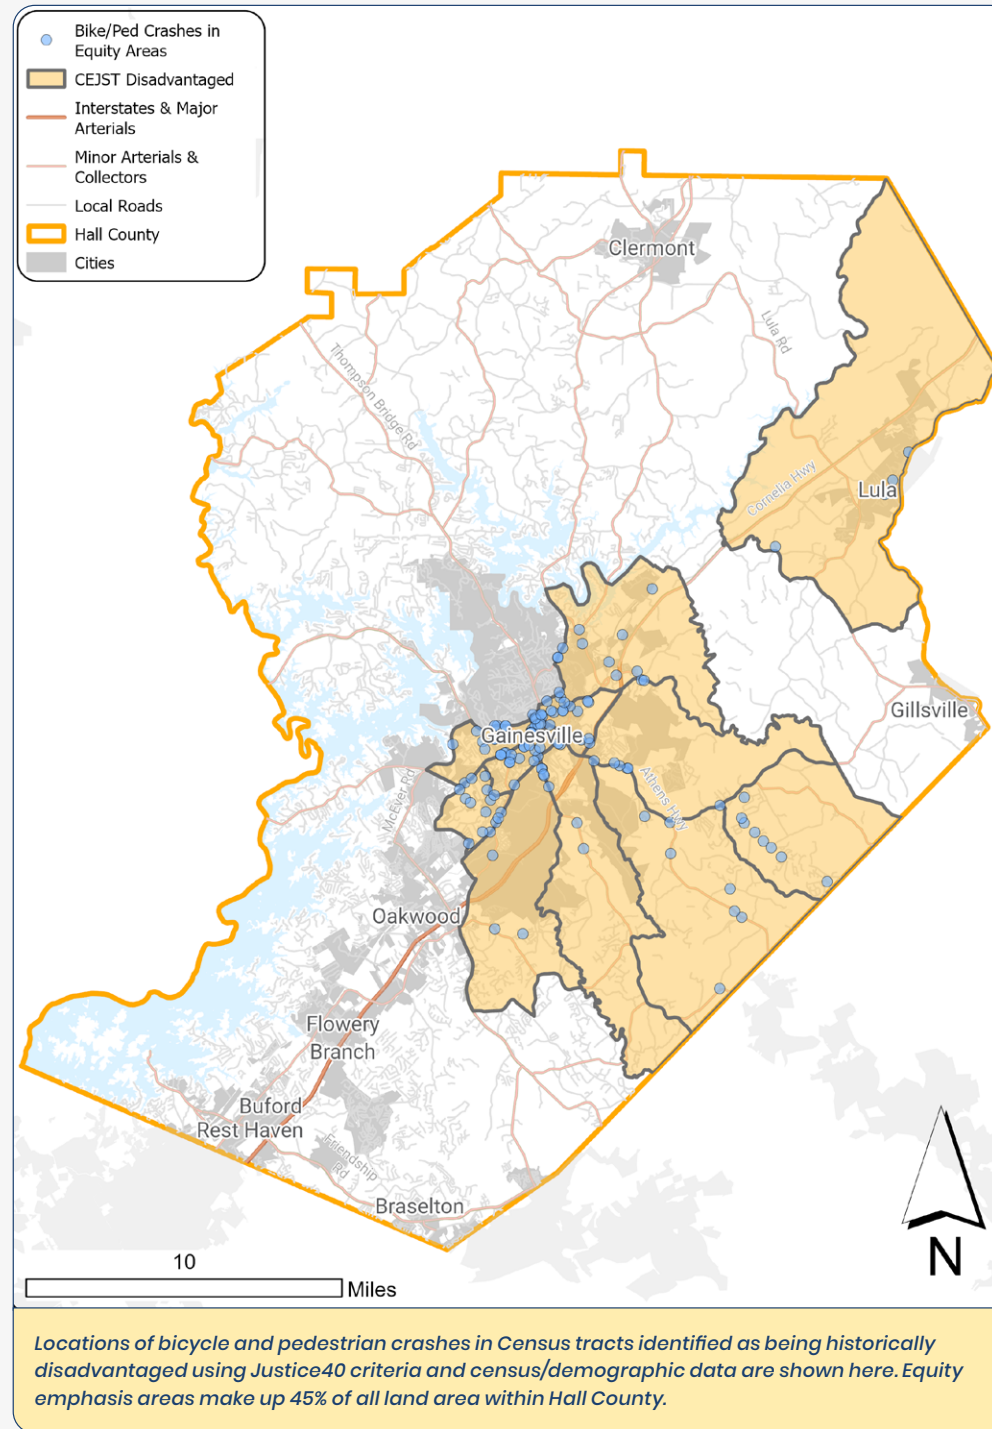 Bike/Ped Crashes in
Equity Areas
CEJST Disadvantaged
Interstates & Major
Arterials
Minor Arterials &
Collectors
Local Roads
Hall County
Cities
Clermont
Lula Rd
Thompson Bridge Rd
Cornelia Hwy
Lula
Gillsville
Gainesville
McEver Rd
Athens Hwy
Oakwood
Flowery
Branch
Buford
Rest Haven
Friendship
Rd
Braselton
N
10
Miles
Locations of bicycle and pedestrian crashes in Census tracts identified as being historically
disadvantaged using Justice40 criteria and census/demographic data are shown here. Equity
emphasis areas make up 45% of all land area within Hall County.